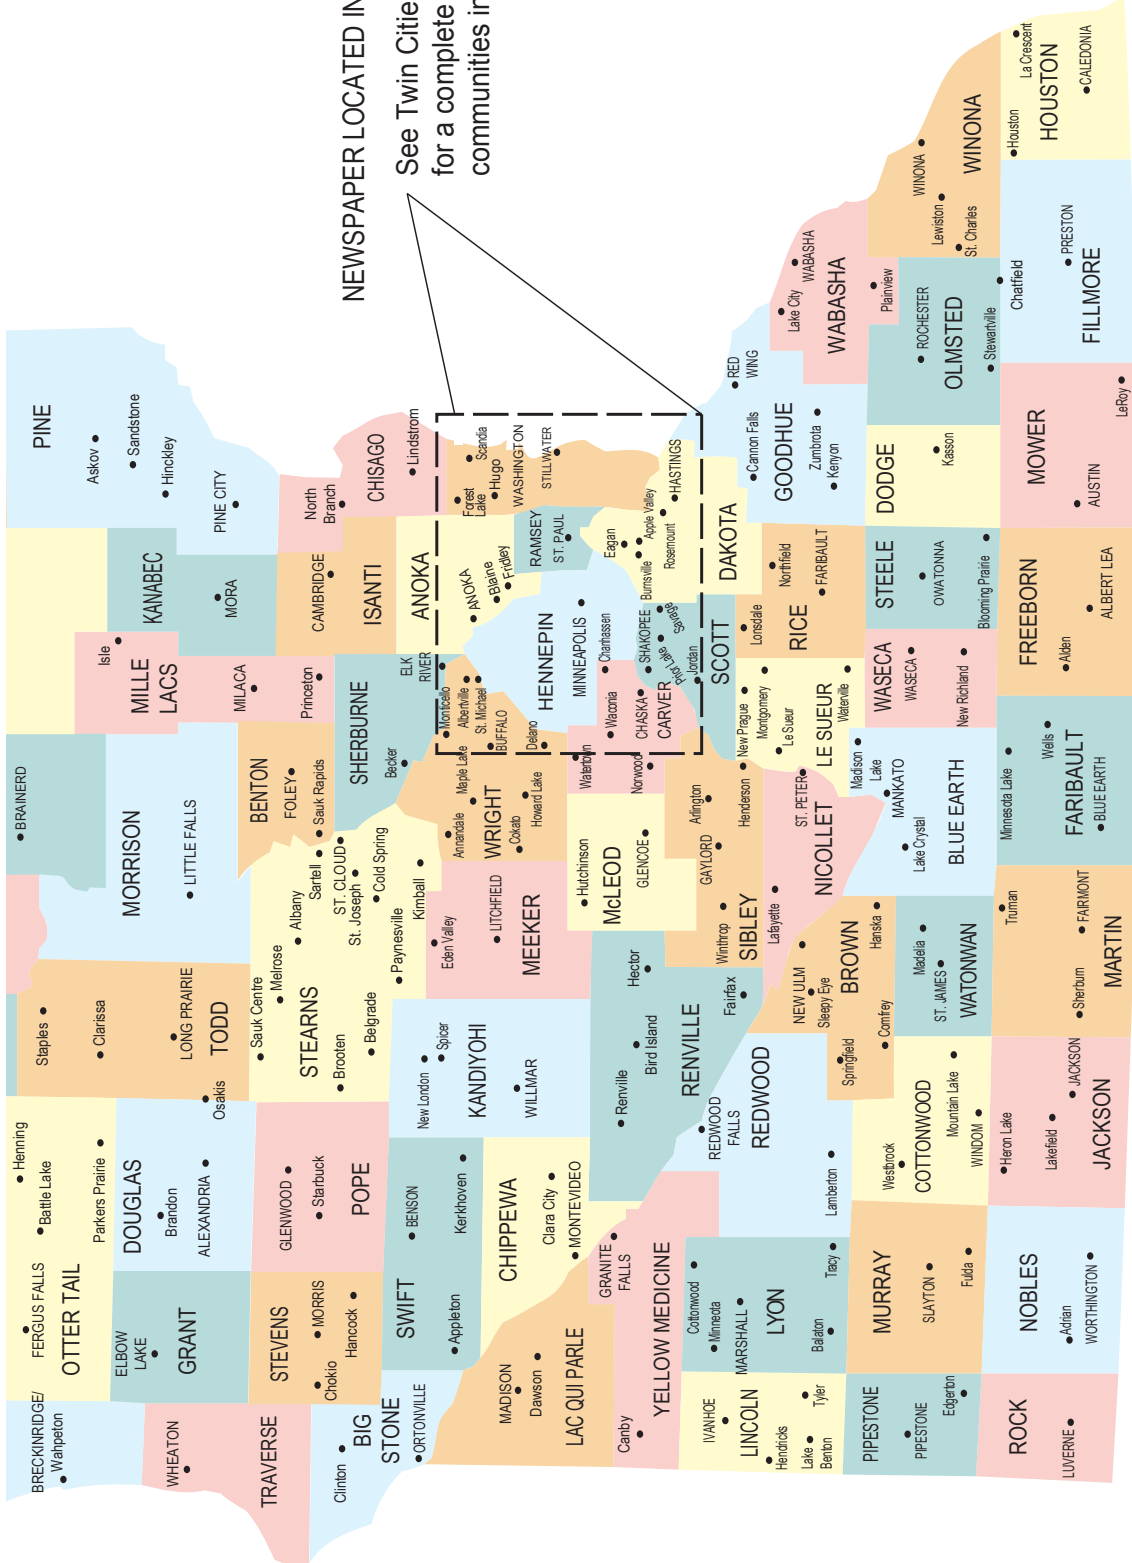 BRECKINRIDGE/
Wahpeton
WHEATON
TRAVERSE
Clinton
BIG
STONE
ORTONVILLE
FERGUS FALLS
OTTER TAIL
Battle Lake
Henning
Parkers Prairie
ELBOW
LAKE
GRANT
DOUGLAS
Brandon
ALEXANDRIA
Osakis
STEVENS
MORRIS
Chokio
Hancock
GLENWOOD
Starbuck
POPE
SWIFT
BENSON
Appleton
Kerkhoven
CHIPPEWA
Clara City
MONTEVIDEO
MADISON
Dawson
LAC QUI PARLE
GRANITE
FALLS
YELLOW MEDICINE
Canby
IVANHOE
LINCOLN
Hendricks
Lake
Benton
Tyler
Cottonwood
Minneota
MARSHALL
LYON
Balaton
Tracy
PIPESTONE
PIPESTONE
Edgerton
MURRAY
SLAYTON
Fulda
ROCK
LUVERNE
NOBLES
Adrian
WORTHINGTON
Staples
Clarissa
LONG PRAIRIE
TODD
BRAINERD
MORRISON
LITTLE FALLS
Sauk Centre
Melrose
Albany
STEARNS
Brooten
Belgrade
Paynesville
Sartell
ST. CLOUD
St. Joseph
Cold Spring
Kimball
New London
Spicer
KANDIYOHI
WILLMAR
Eden Valley
LITCHFIELD
MEEKER
Renville
Bird Island
Hector
RENVILLE
Fairfax
REDWOOD
FALLS
REDWOOD
Lamberton
Hutchinson
McLEOD
GLENCOE
Arlington
GAYLORD
Winthrop
SIBLEY
Henderson
Lafayette
NICOLLET
ST. PETER
NEW ULM
Sleepy Eye
BROWN
Hanska
Springfield
Comfrey
Westbrook
COTTONWOOD
Mountain Lake
WINDOM
Madelia
ST. JAMES
WATONWAN
Heron Lake
Lakefield
JACKSON
JACKSON
Truman
FAIRMONT
Sherburn
MARTIN
PINE
Askov
Sandstone
Hinckley
PINE CITY
KANABEC
MORA
Isle
MILLE
LACS
MILACA
Princeton
BENTON
FOLEY
Sauk Rapids
SHERBURNE
Becker
ELK
RIVER
CAMBRIDGE
ISANTI
North
Branch
CHISAGO
Lindstrom
ANOKA
ANOKA
Blaine
Fridley
Forest
Lake
Scandia
Hugo
WASHINGTON
STILLWATER
RAMSEY
ST. PAUL
HENNEPIN
MINNEAPOLIS
Monticello
Albertville
St. Michael
BUFFALO
Delano
Maple Lake
Annandale
WRIGHT
Cokato
Howard Lake
Watertown
Waconia
Chanhassen
CHASKA
CARVER
Norwood
SHAKOPEE
Prior Lake
Savage
Jordan
SCOTT
Eagan
Burnsville
Apple Valley
Rosemount
HASTINGS
DAKOTA
NEWSPAPER LOCATED IN
See Twin Citie
for a complete
communities in
New Prague
Montgomery
Le Sueur
LE SUEUR
Waterville
Lonsdale
Northfield
RICE
FARIBAULT
RED
WING
Cannon Falls
GOODHUE
Zumbrota
Kenyon
Lake City
WABASHA
WABASHA
Plainview
Madison
Lake
MANKATO
Lake Crystal
BLUE EARTH
WASECA
WASECA
New Richland
STEELE
OWATONNA
Blooming Prairie
DODGE
Kasson
ROCHESTER
OLMSTED
Stewartville
WINONA
Lewiston
St. Charles
WINONA
Minnesota Lake
Wells
FARIBAULT
BLUE EARTH
FREEBORN
Alden
ALBERT LEA
MOWER
AUSTIN
LeRoy
Chatfield
PRESTON
FILLMORE
Houston
La Crescent
HOUSTON
CALEDONIA